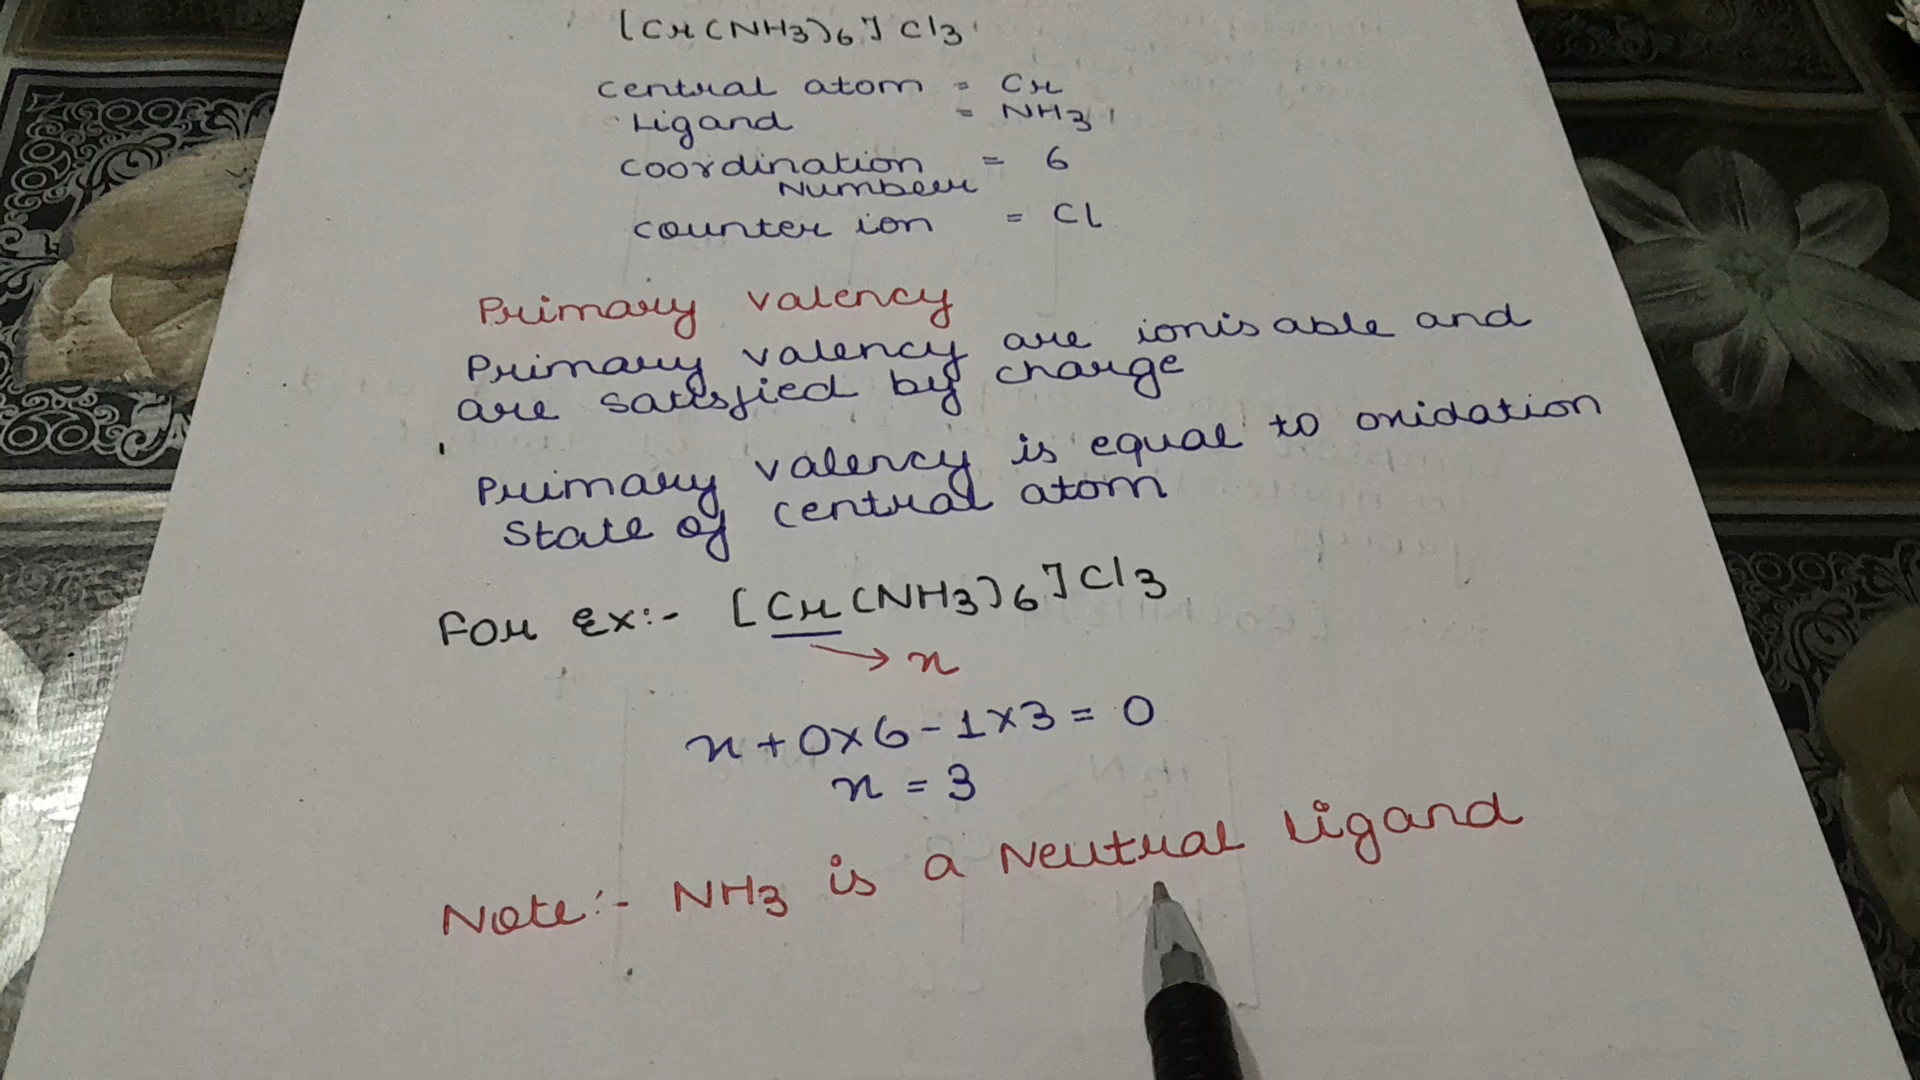 [Cr(NH3)6]Cl3
central atom = Cr
Ligand = NH3
coordination = 6
Number
counter ion = Cl
Primary valency
Primary valency are ionisable and
are satisfied by charge
Primary valency is equal to oxidation
state of central atom
For Ex:- [Cr(NH3)6]Cl3
→ x
x+0×6-1×3=0
x = 3
Note:- NH3 is a Neutral Ligand